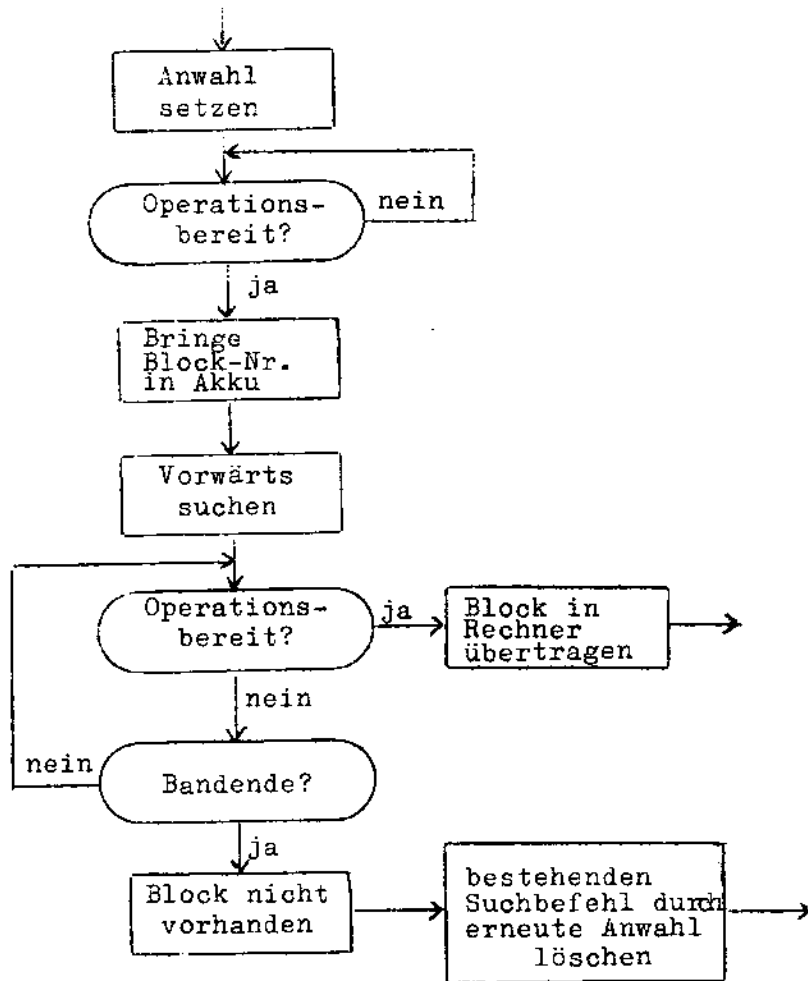 Anwahl
setzen
Operations-
bereit?
nein
ja
Bringe
Block-Nr.
in Akku
Vorwärts
suchen
Operations-
bereit?
ja
Block in
Rechner
übertragen
nein
nein
Bandende?
ja
Block nicht
vorhanden
bestehenden
Suchbefehl durch
erneute Anwahl
löschen